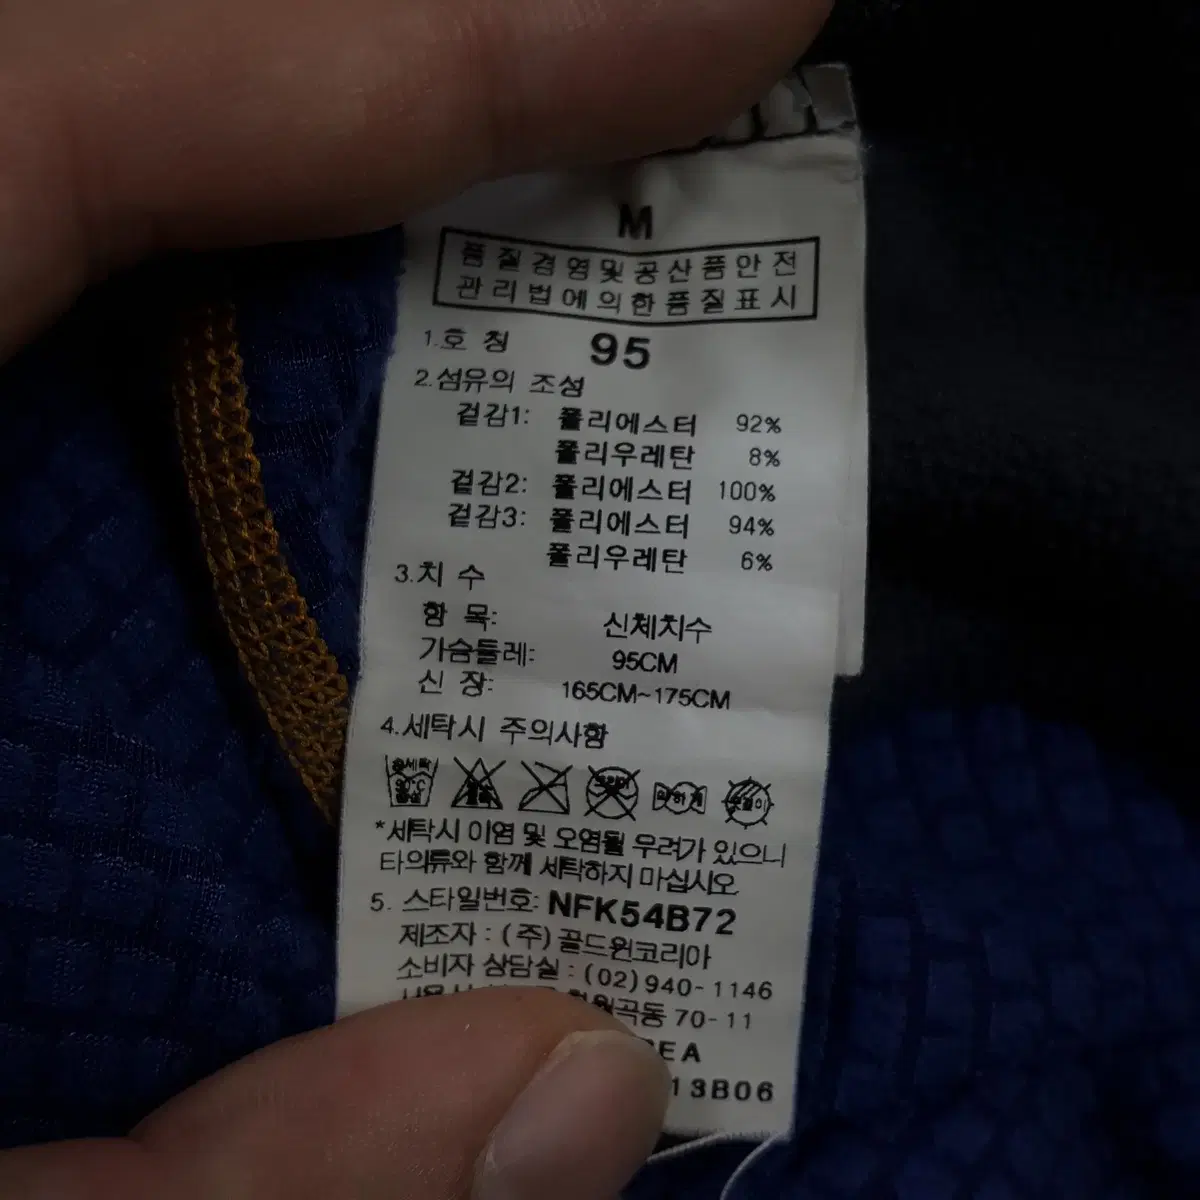 M
품질경영및공산품안전
관리법에의한품질표시
1.호 칭 95
2.섬유의 조성
겉감1: 폴리에스터 92%
폴리우레탄 8%
겉감2: 폴리에스터 100%
겉감3: 폴리에스터 94%
폴리우레탄 6%
3.치 수
항 목: 신체치수
가슴둘레: 95CM
신 장: 165CM~175CM
4.세탁시 주의사항
*세탁시 이염 및 오염될 우려가 있으니
타의류와 함께 세탁하지 마십시오
5. 스타일번호: NFK54B72
제조자 : (주)골드윈코리아
소비자 상담실 : (02)940-1146
70-11
13B06